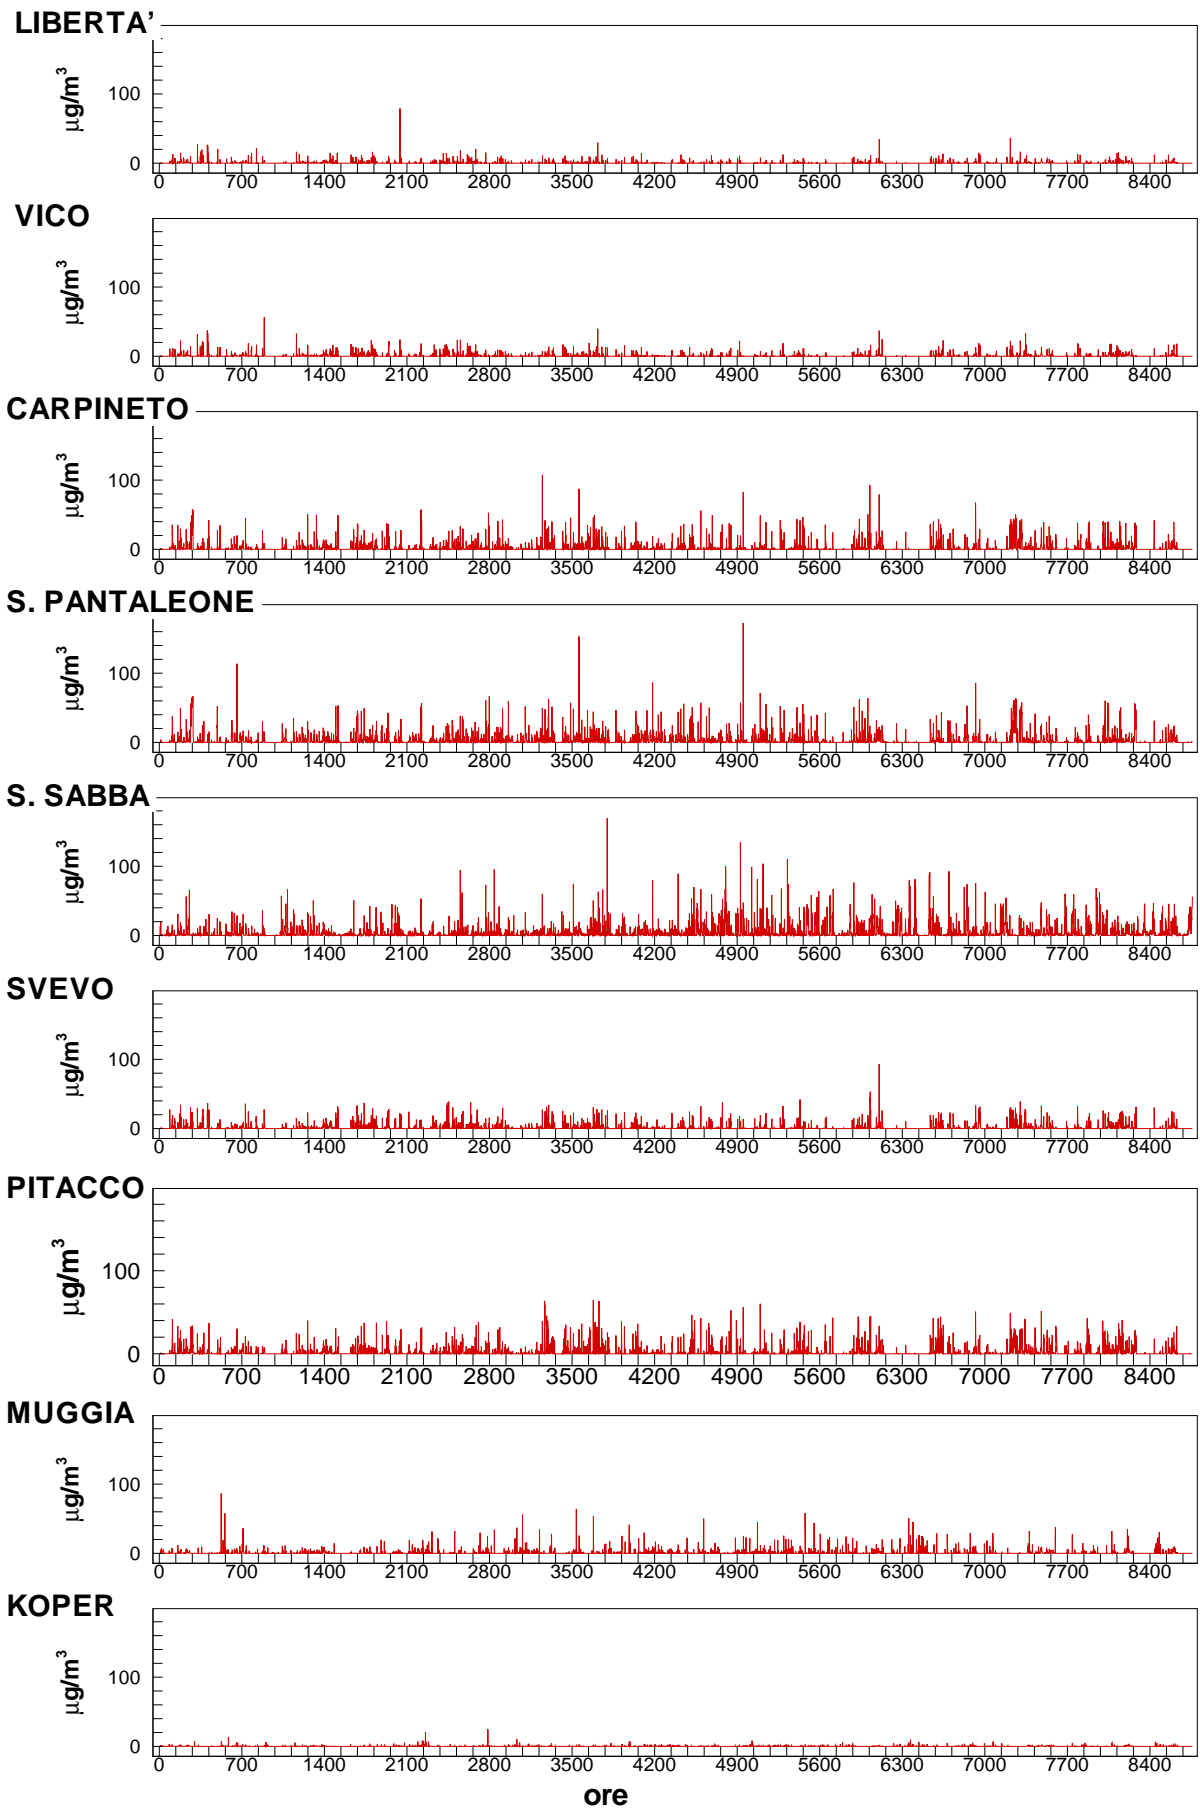 LIBERTA’
μg/m³
100
0
0 700 1400 2100 2800 3500 4200 4900 5600 6300 7000 7700 8400
VICO
μg/m³
100
0
0 700 1400 2100 2800 3500 4200 4900 5600 6300 7000 7700 8400
CARPINETO
μg/m³
100
0
0 700 1400 2100 2800 3500 4200 4900 5600 6300 7000 7700 8400
S. PANTALEONE
μg/m³
100
0
0 700 1400 2100 2800 3500 4200 4900 5600 6300 7000 7700 8400
S. SABBA
μg/m³
100
0
0 700 1400 2100 2800 3500 4200 4900 5600 6300 7000 7700 8400
SVEVO
μg/m³
100
0
0 700 1400 2100 2800 3500 4200 4900 5600 6300 7000 7700 8400
PITACCO
μg/m³
100
0
0 700 1400 2100 2800 3500 4200 4900 5600 6300 7000 7700 8400
MUGGIA
μg/m³
100
0
0 700 1400 2100 2800 3500 4200 4900 5600 6300 7000 7700 8400
KOPER
μg/m³
100
0
0 700 1400 2100 2800 3500 4200 4900 5600 6300 7000 7700 8400
ore